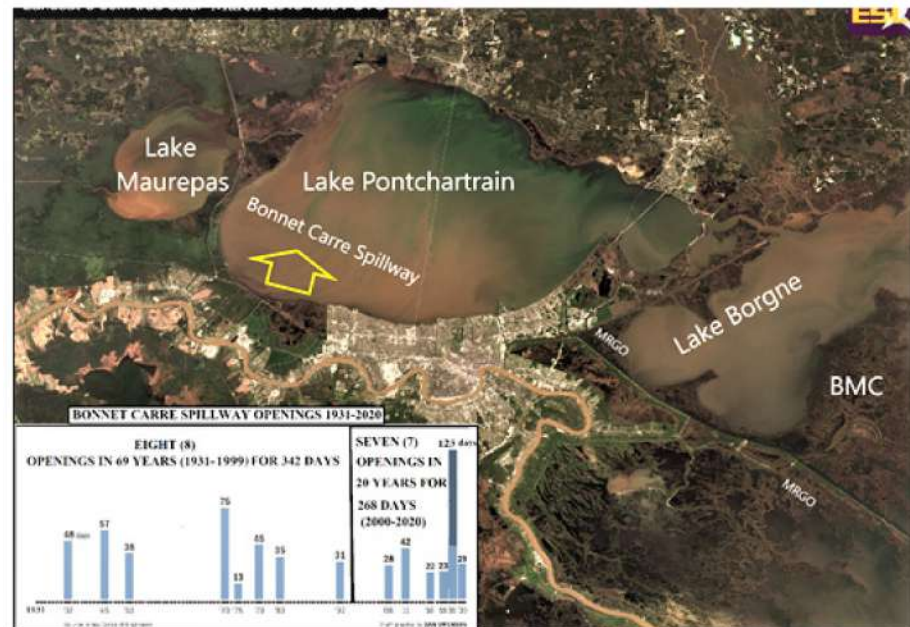 ESL
Lake
Maurepas
Lake Pontchartrain
Bonnet Carre Spillway
Lake Borgne
MRGO
BMC
MRGO
BONNET CARRE SPILLWAY OPENINGS 1931-2020
EIGHT (8)
OPENINGS IN 69 YEARS (1931-1999) FOR 342 DAYS
SEVEN (7)
OPENINGS IN
20 YEARS FOR
268 DAYS
(2000-2020)
123 days
48 days
57
38
75
13
45
35
31
28
42
22
23
29
1931